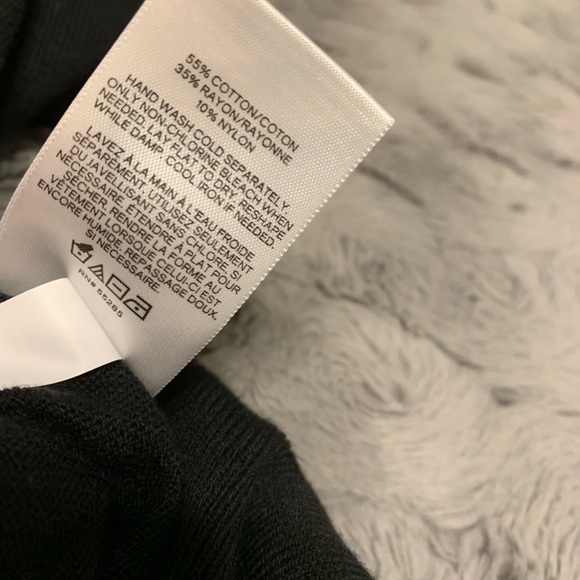 55% COTTON/COTON
35% RAYON/RAYONNE
10% NYLON
HAND WASH COLD SEPARATELY.
ONLY NON-CHLORINE BLEACH WHEN
NEEDED. LAY FLAT TO DRY. RESHAPE
WHILE DAMP. COOL IRON IF NEEDED.
LAVEZ À LA MAIN AL'EAU FROIDE
SÉPARÉMENT. UTILISEZ SEULEMENT
DU JAVELLISANT SANS CHLORE, SI
NÉCESSAIRE ÉTENDRE À PLAT POUR
VÊTEMENT, RENDRE LA FORME AU
ENCORE HUMIDE. LORSQUE CELUI-CI EST
REPASSAGE DOUX,
SI NÉCESSAIRE.
RN# 55285